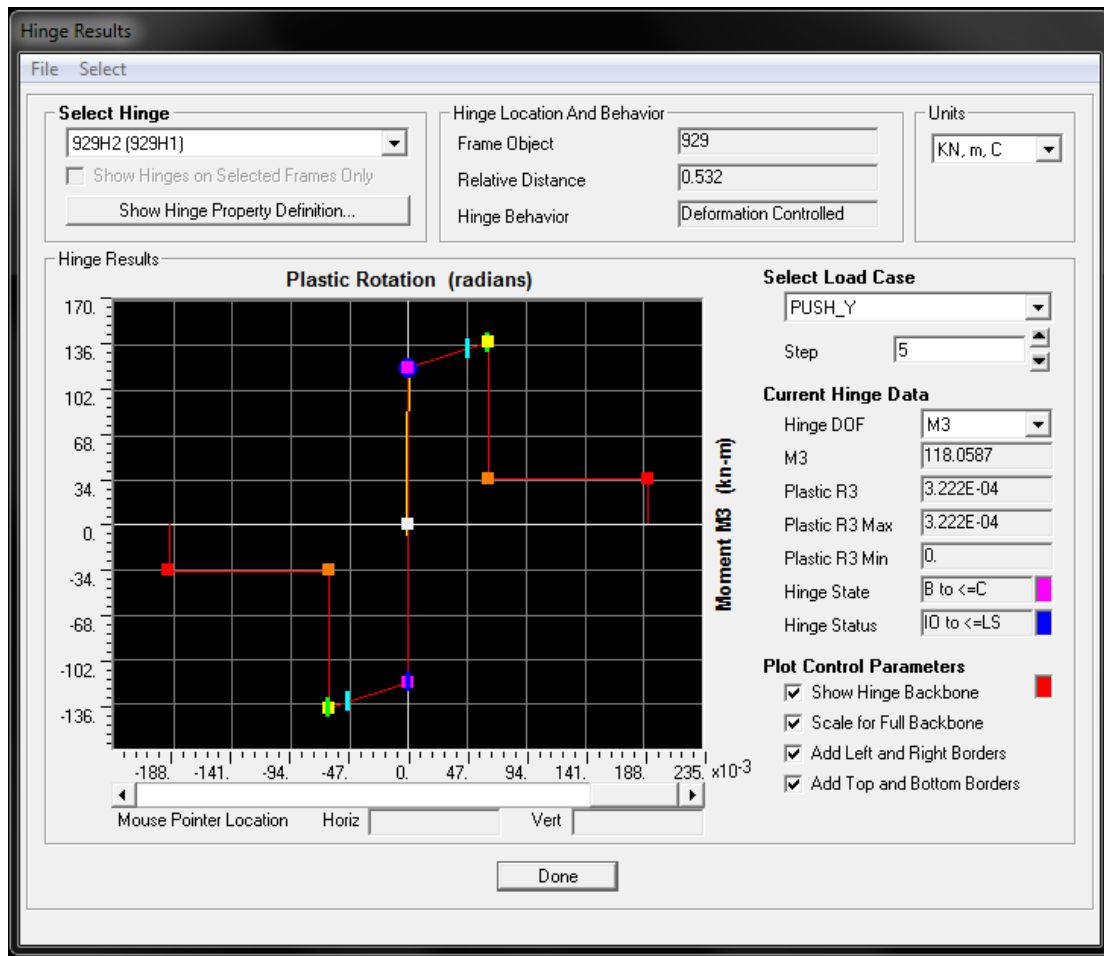 Hinge Results
File Select
Select Hinge
929H2 (929H1)
Show Hinges on Selected Frames Only
Show Hinge Property Definition...
Hinge Location And Behavior
Frame Object 929
Relative Distance 0.532
Hinge Behavior Deformation Controlled
Units
KN, m, C
Hinge Results
Plastic Rotation (radians)
170.
136.
102.
68.
34.
0.
-34.
-68.
-102.
-136.
-188. -141. -94. -47. 0. 47. 94. 141. 188. 235. x10-3
Moment M3 (kn-m)
Mouse Pointer Location Horiz Vert
Select Load Case
PUSH_Y
Step 5
Current Hinge Data
Hinge DOF M3
M3 118.0587
Plastic R3 3.222E-04
Plastic R3 Max 3.222E-04
Plastic R3 Min 0.
Hinge State B to <=C
Hinge Status IO to <=LS
Plot Control Parameters
Show Hinge Backbone
Scale for Full Backbone
Add Left and Right Borders
Add Top and Bottom Borders
Done